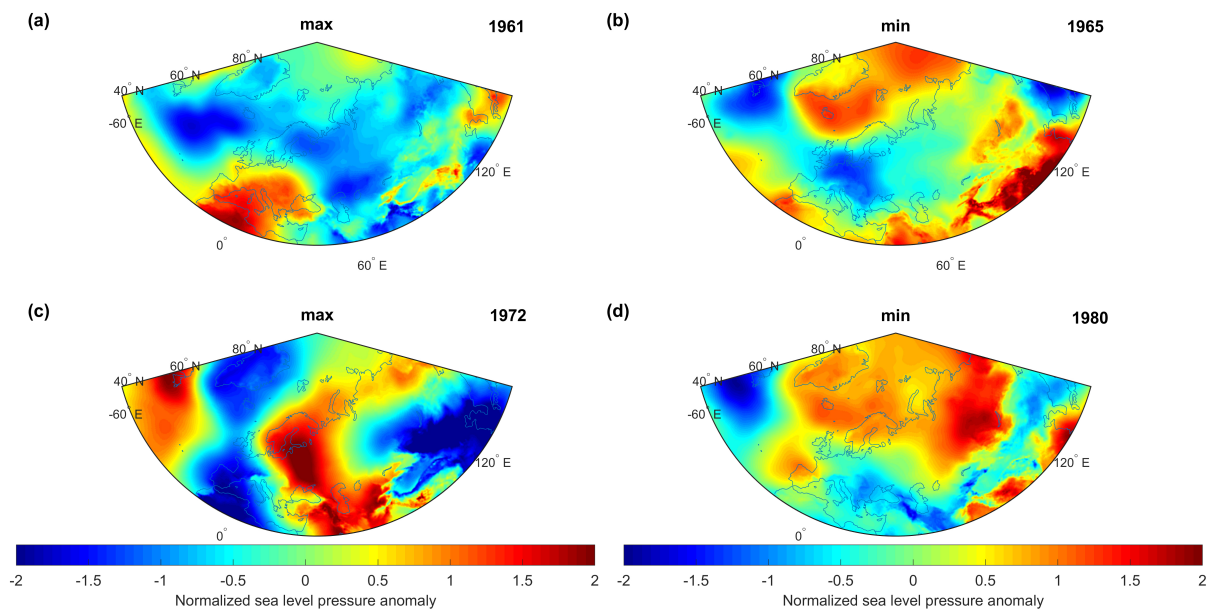 (a) max 1961
80° N
60° N
40° N
-60° E
120° E
0°
60° E
(b) min 1965
80° N
60° N
40° N
-60° E
120° E
0
60° E
(c) max 1972
80° N
60° N
40° N
-60° E
120° E
0°
(d) min 1980
80° N
60° N
40° N
-60° E
120° E
0°
-2 -1.5 -1 -0.5 0 0.5 1 1.5 2
Normalized sea level pressure anomaly
-2 -1.5 -1 -0.5 0 0.5 1 1.5 2
Normalized sea level pressure anomaly